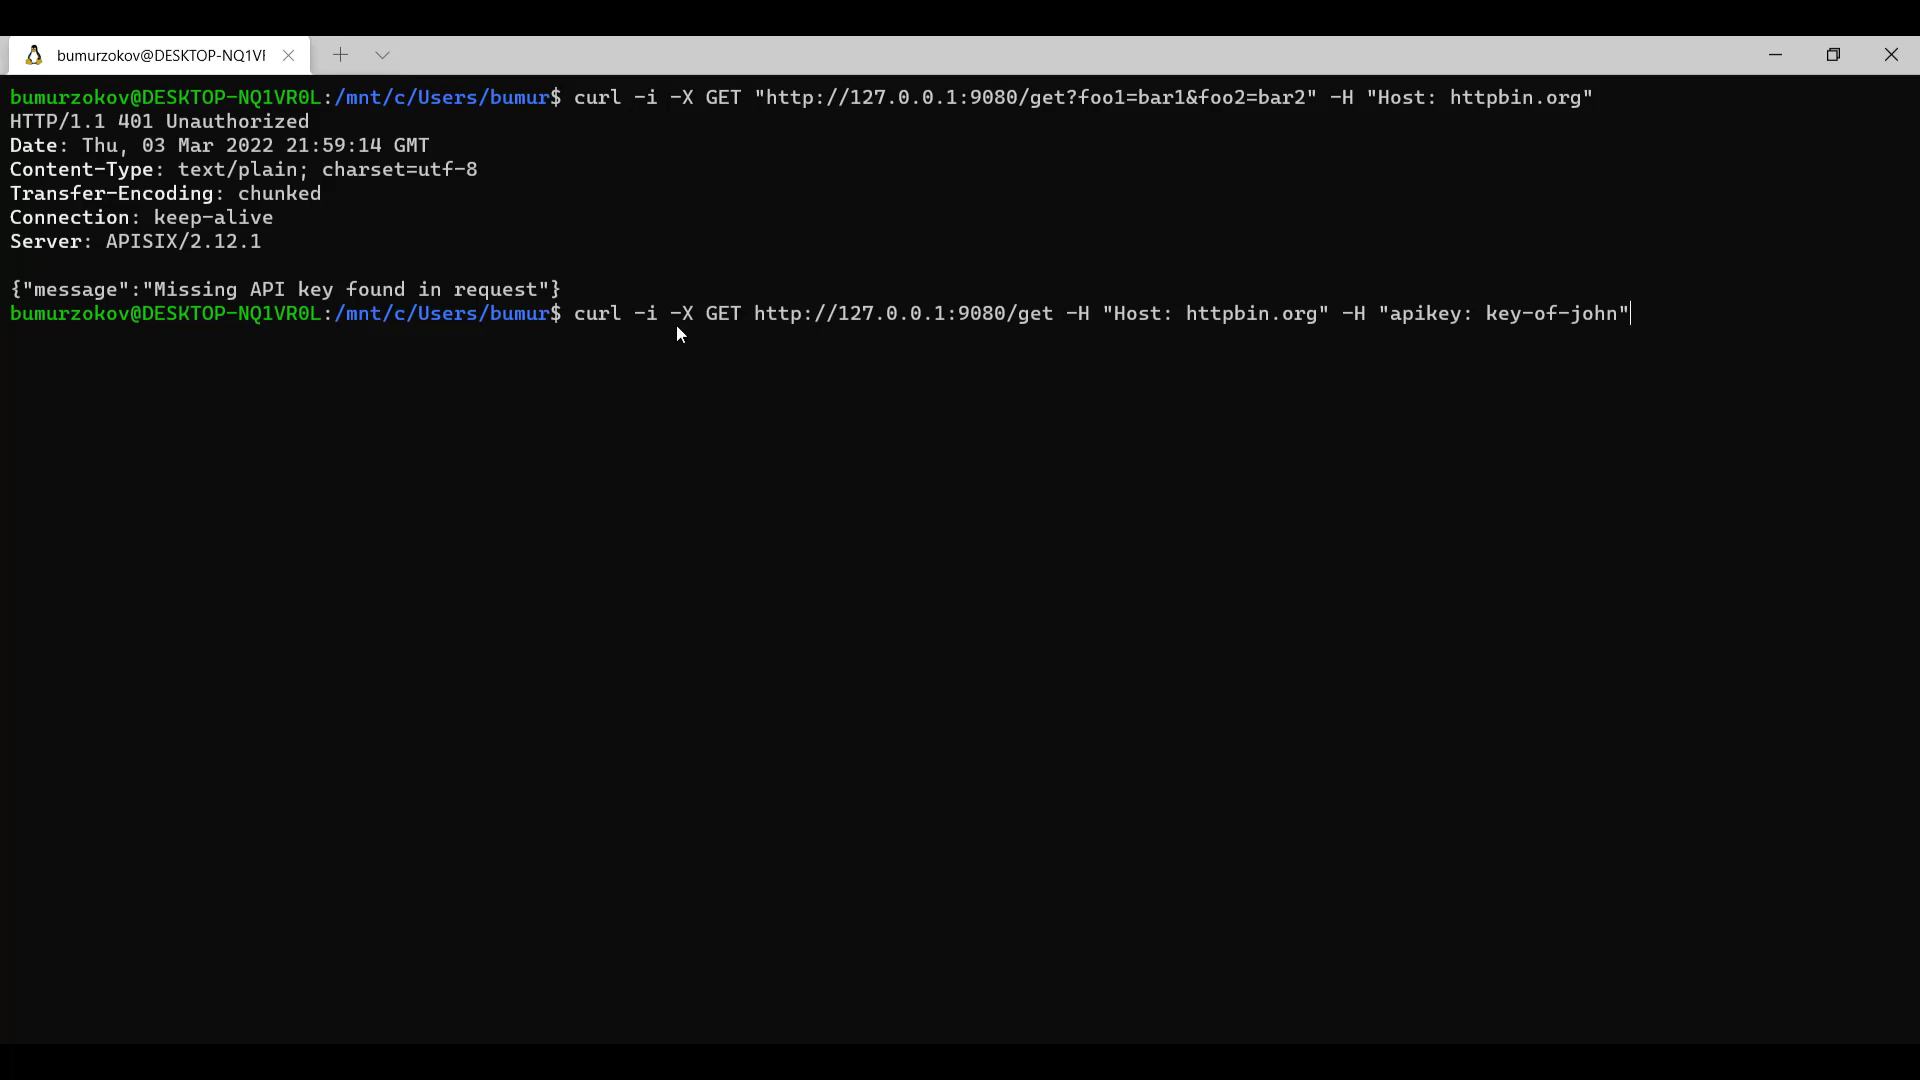 bumurzokov@DESKTOP-NQ1VF
bumurzokov@DESKTOP-NQ1VR0L:/mnt/c/Users/bumur$ curl -i -X GET "http://127.0.0.1:9080/get?foo1=bar1&foo2=bar2" -H "Host: httpbin.org"
HTTP/1.1 401 Unauthorized
Date: Thu, 03 Mar 2022 21:59:14 GMT
Content-Type: text/plain; charset=utf-8
Transfer-Encoding: chunked
Connection: keep-alive
Server: APISIX/2.12.1
{"message":"Missing API key found in request"}
bumurzokov@DESKTOP-NQ1VR0L:/mnt/c/Users/bumur$ curl -i -X GET http://127.0.0.1:9080/get -H "Host: httpbin.org" -H "apikey: key-of-john"